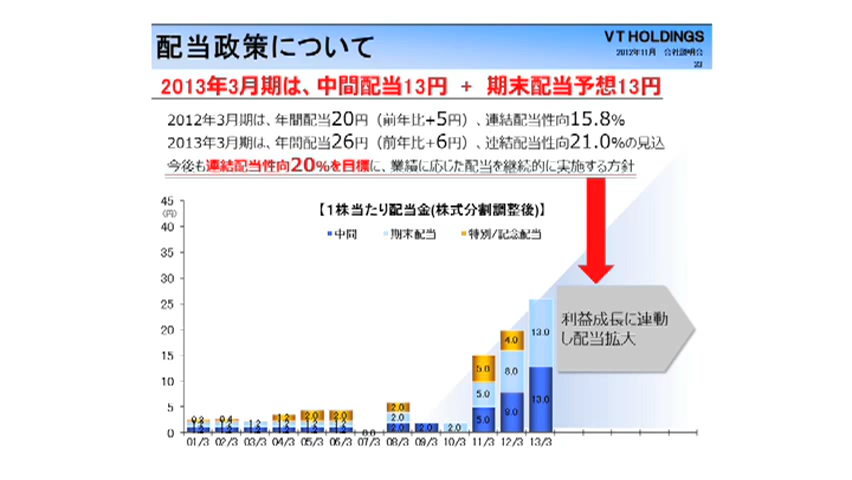 配当政策について
VT HOLDINGS
2012年11月 会社説明会
23
2013年3月期は、中間配当13円 + 期末配当予想13円
2012年3月期は、年間配当20円（前年比+5円）、連結配当性向15.8%
2013年3月期は、年間配当26円（前年比+6円）、連結配当性向21.0%の見込
今後も連結配当性向20%を目標に、業績に応じた配当を継続的に実施する方針
【1株当たり配当金(株式分割調整後)】
■中間 ■期末配当 ■特別/記念配当
45
(円)
40
35
30
25
20
15
10
5
0
13.0
13.0
4.0
8.0
5.0
5.0
5.0
2.0
2.0
2.0
2.0
2.0
2.0
2.0
1.2
0.4
1.2
0.0
01/3 02/3 03/3 04/3 05/3 06/3 07/3 08/3 09/3 10/3 11/3 12/3 13/3
利益成長に連動
し配当拡大